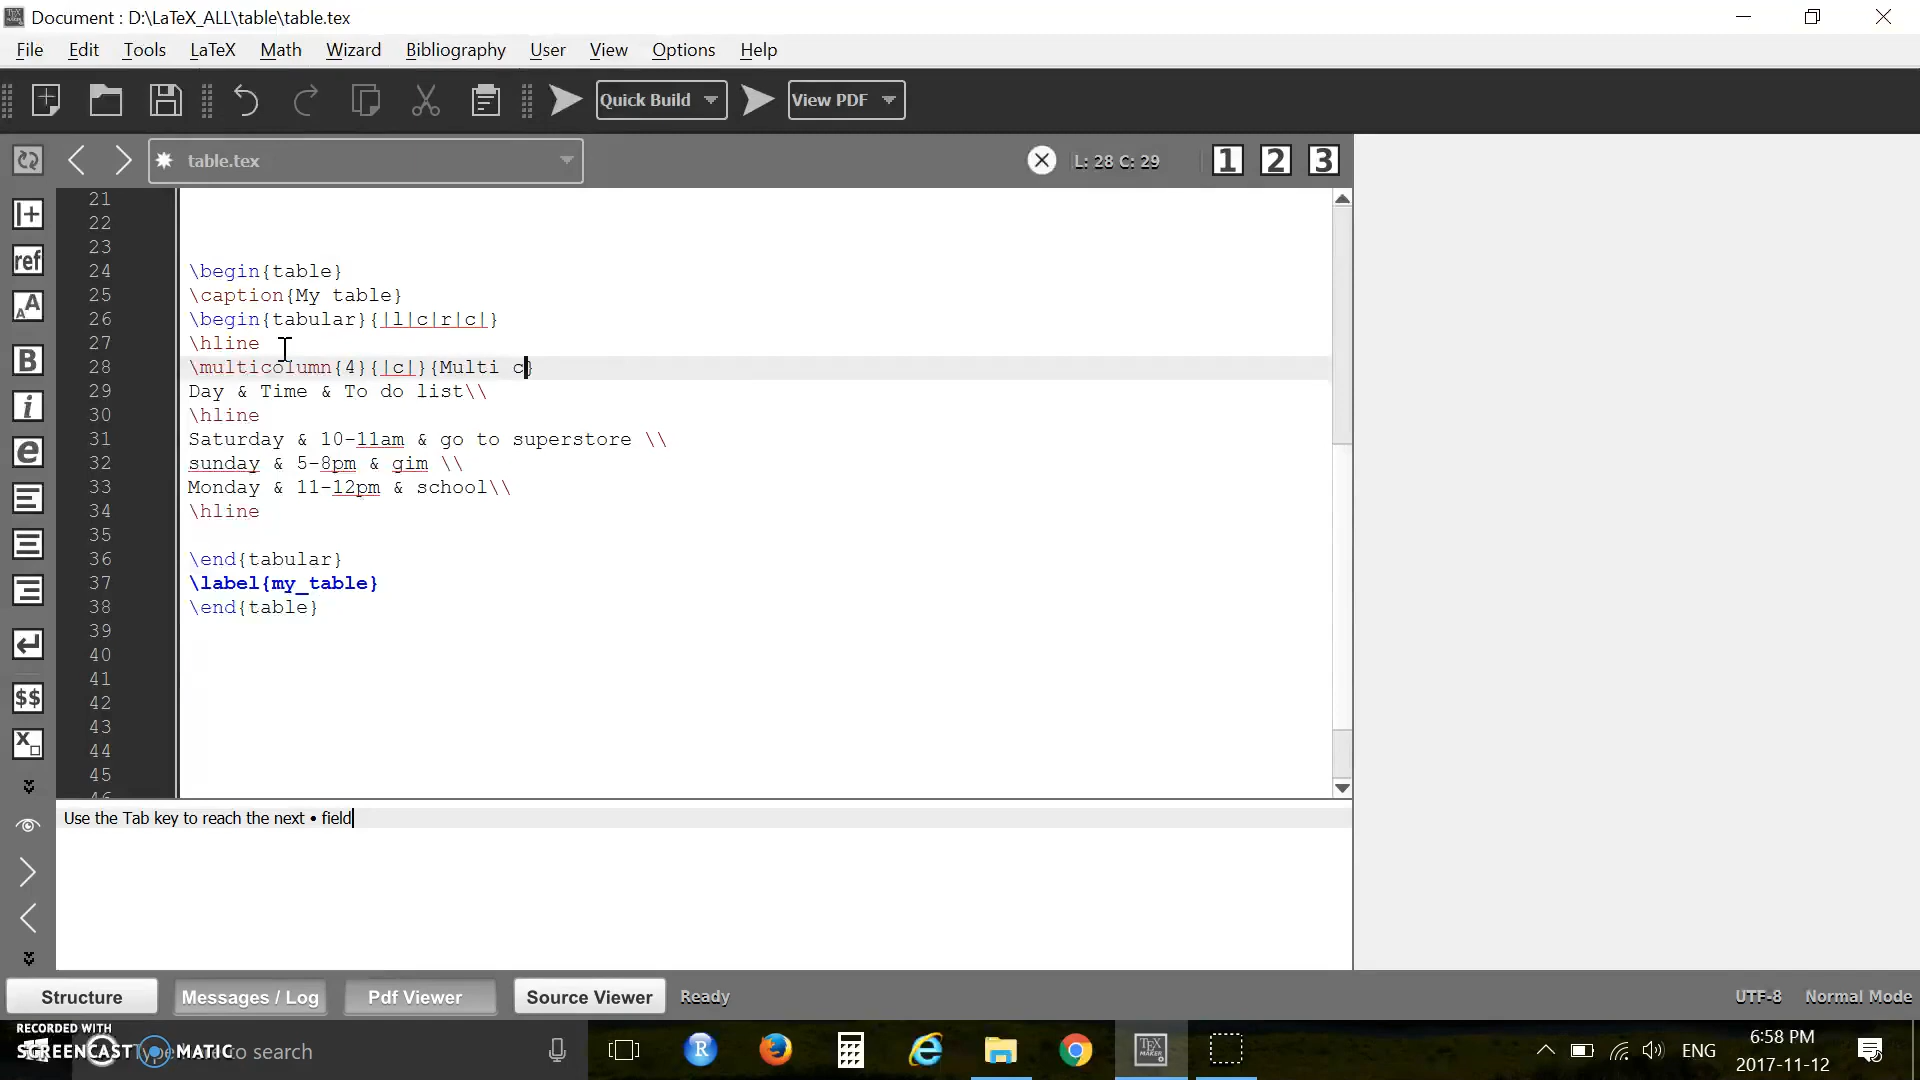 Document : D:\LaTeX_ALL\table\table.tex
File Edit Tools LaTeX Math Wizard Bibliography User View Options Help
Quick Build View PDF
table.tex L: 28 C: 29 1 2 3
21
22
23
24 \begin{table}
25 \caption{My table}
26 \begin{tabular}{|l|c|r|c|}
27 \hline
28 \multicolumn{4}{|c|}{Multi c}
29 Day & Time & To do list\\
30 \hline
31 Saturday & 10-11am & go to superstore \\
32 sunday & 5-8pm & gim \\
33 Monday & 11-12pm & school\\
34 \hline
35
36 \end{tabular}
37 \label{my_table}
38 \end{table}
39
40
41
42
43
44
45
46
ref
Use the Tab key to reach the next • field
Structure Messages / Log Pdf Viewer Source Viewer Ready UTF-8 Normal Mode
RECORDED WITH
SCREENCAST MATIC
to search
ENG
6:58 PM
2017-11-12